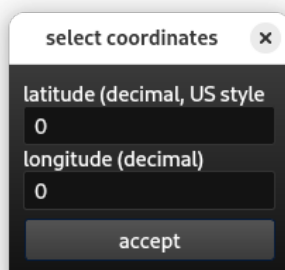 select coordinates
latitude (decimal, US style
0
longitude (decimal)
0
accept